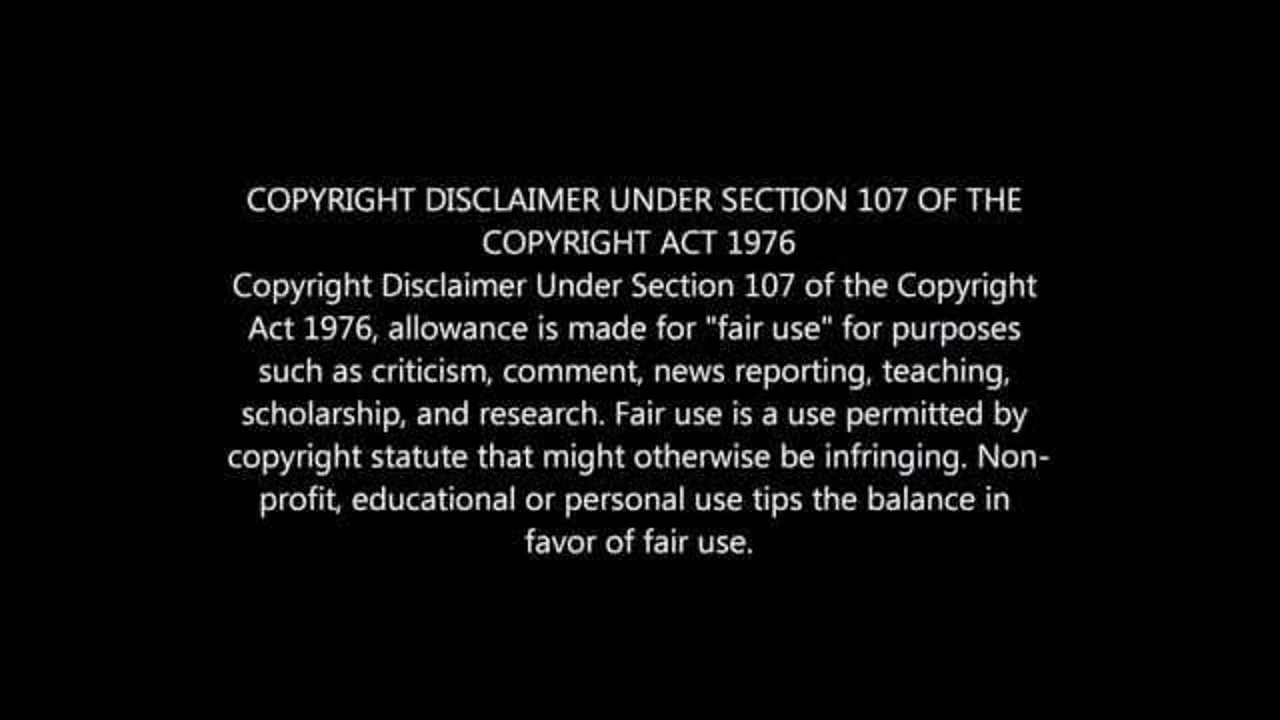 COPYRIGHT DISCLAIMER UNDER SECTION 107 OF THE
COPYRIGHT ACT 1976
Copyright Disclaimer Under Section 107 of the Copyright
Act 1976, allowance is made for "fair use" for purposes
such as criticism, comment, news reporting, teaching,
scholarship, and research. Fair use is a use permitted by
copyright statute that might otherwise be infringing. Non-
profit, educational or personal use tips the balance in
favor of fair use.